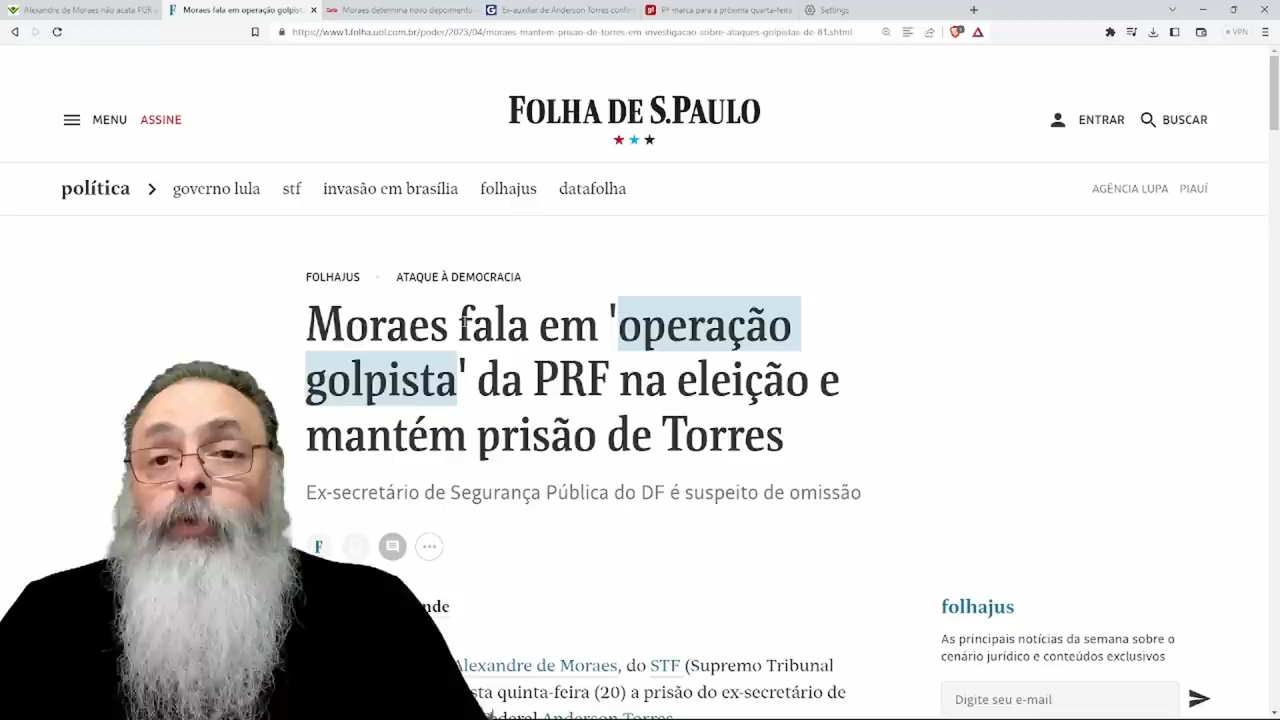 Alexandre de Moraes não acata PGR e
Moraes fala em operação golpista
Moraes determina novo depoimento
Ex-auxiliar de Anderson Torres confirm
PF marca para a próxima quarta-feira
Settings
https://www1.folha.uol.com.br/poder/2023/04/moraes-mantem-prisao-de-torres-em-investigacao-sobre-ataques-golpistas-de-81.shtml
VPN
MENU
ASSINE
FOLHA DE S.PAULO
ENTRAR
BUSCAR
política
governo lula
stf
invasão em brasília
folhajus
datafolha
AGÊNCIA LUPA
PIAUÍ
FOLHAJUS
ATAQUE À DEMOCRACIA
Moraes fala em 'operação
golpista' da PRF na eleição e
mantém prisão de Torres
Ex-secretário de Segurança Pública do DF é suspeito de omissão
F
nde
Alexandre de Moraes, do STF (Supremo Tribunal
sta quinta-feira (20) a prisão do ex-secretário de
ederal Anderson Torres
folhajus
As principais notícias da semana sobre o
cenário jurídico e conteúdos exclusivos
Digite seu e-mail